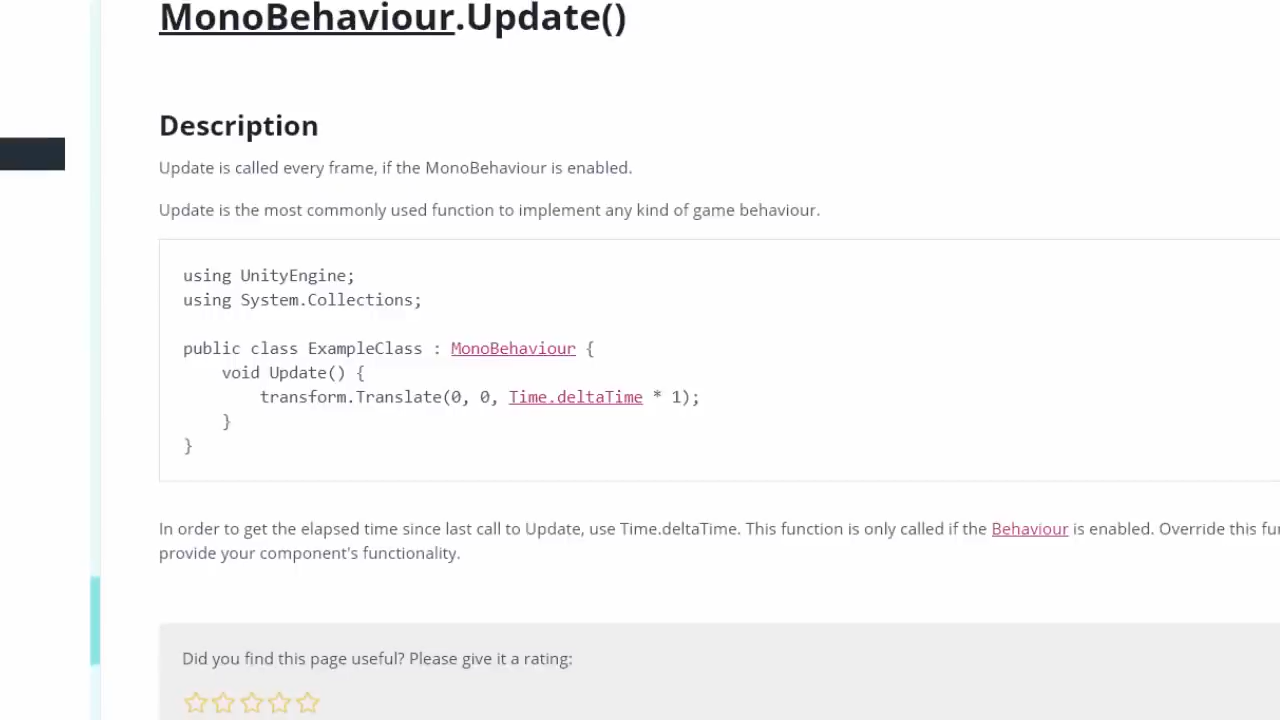 MonoBehaviour.Update()
Description
Update is called every frame, if the MonoBehaviour is enabled.
Update is the most commonly used function to implement any kind of game behaviour.
using UnityEngine;
using System.Collections;
public class ExampleClass : MonoBehaviour {
    void Update() {
        transform.Translate(0, 0, Time.deltaTime * 1);
    }
}
In order to get the elapsed time since last call to Update, use Time.deltaTime. This function is only called if the Behaviour is enabled. Override this
provide your component's functionality.
Did you find this page useful? Please give it a rating: